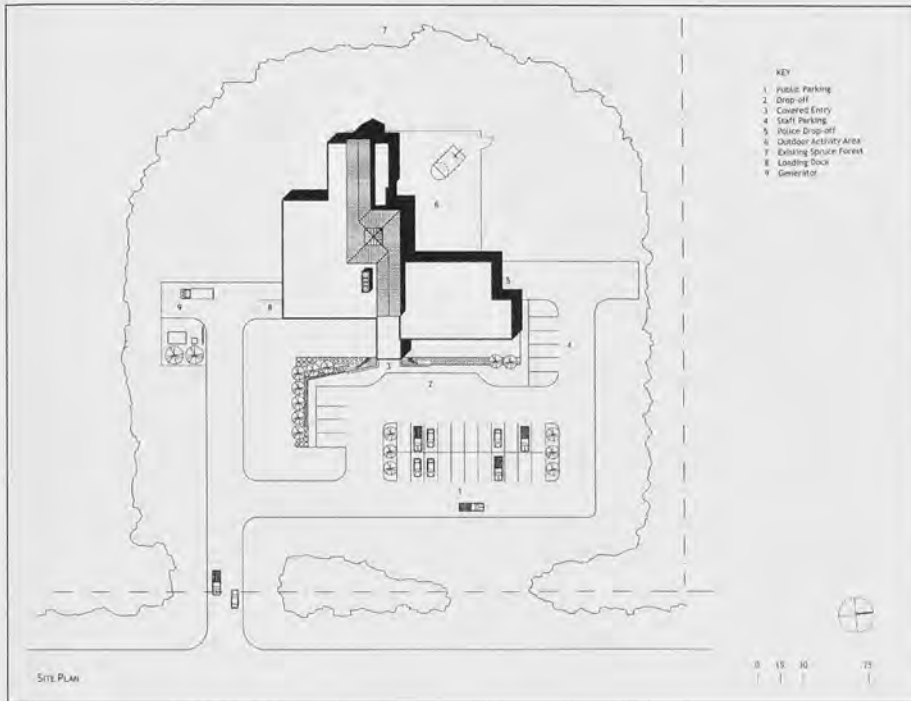 7
KEY
1 Public Parking
2 Drop-off
3 Covered Entry
4 Staff Parking
5 Police Drop-off
6 Outdoor Activity Area
7 Existing Spruce Forest
8 Loading Dock
9 Generator
6
5
9
8
4
3
2
1
SITE PLAN
0 15 30 75